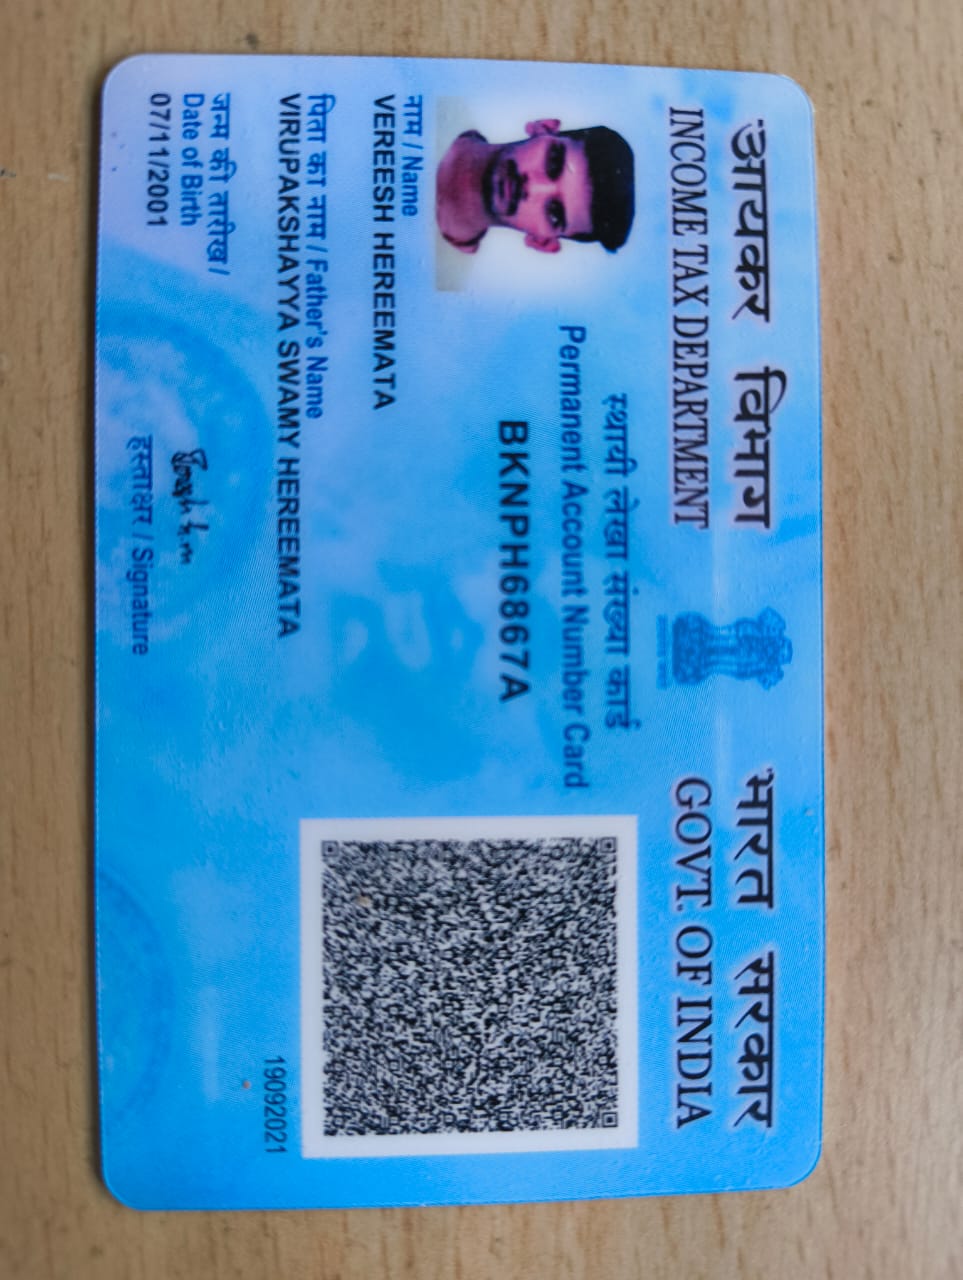 आयकर विभाग
INCOME TAX DEPARTMENT
भारत सरकार
GOVT. OF INDIA
स्थायी लेखा संख्या कार्ड
Permanent Account Number Card
BKNPH6867A
नाम / Name
VEREESH HEREEMATA
पिता का नाम / Father's Name
VIRUPAKSHAYYA SWAMY HEREEMATA
19092021
जन्म की तारीख /
Date of Birth
07/11/2001
हस्ताक्षर / Signature